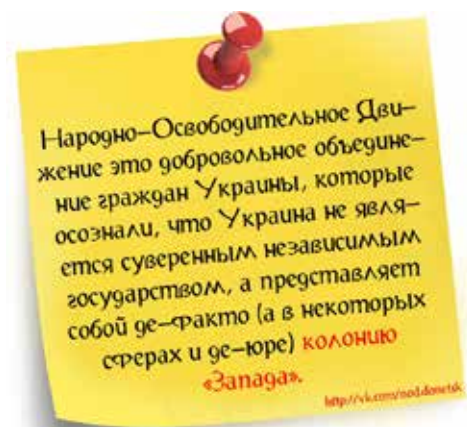 Народно-Освободительное Дви-
жение это добровольное объедине-
ние граждан Украины, которые
осознали, что Украина не явля-
ется суверенным независимым
государством, а представляет
собой де-факто (а в некоторых
сферах и де-юре) колонию
«Запада».
http://vk.com/nod.donetsk